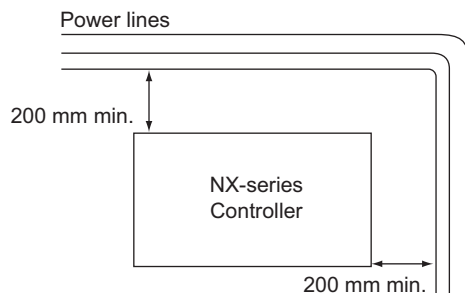 Power lines
200 mm min.
NX-series
Controller
200 mm min.